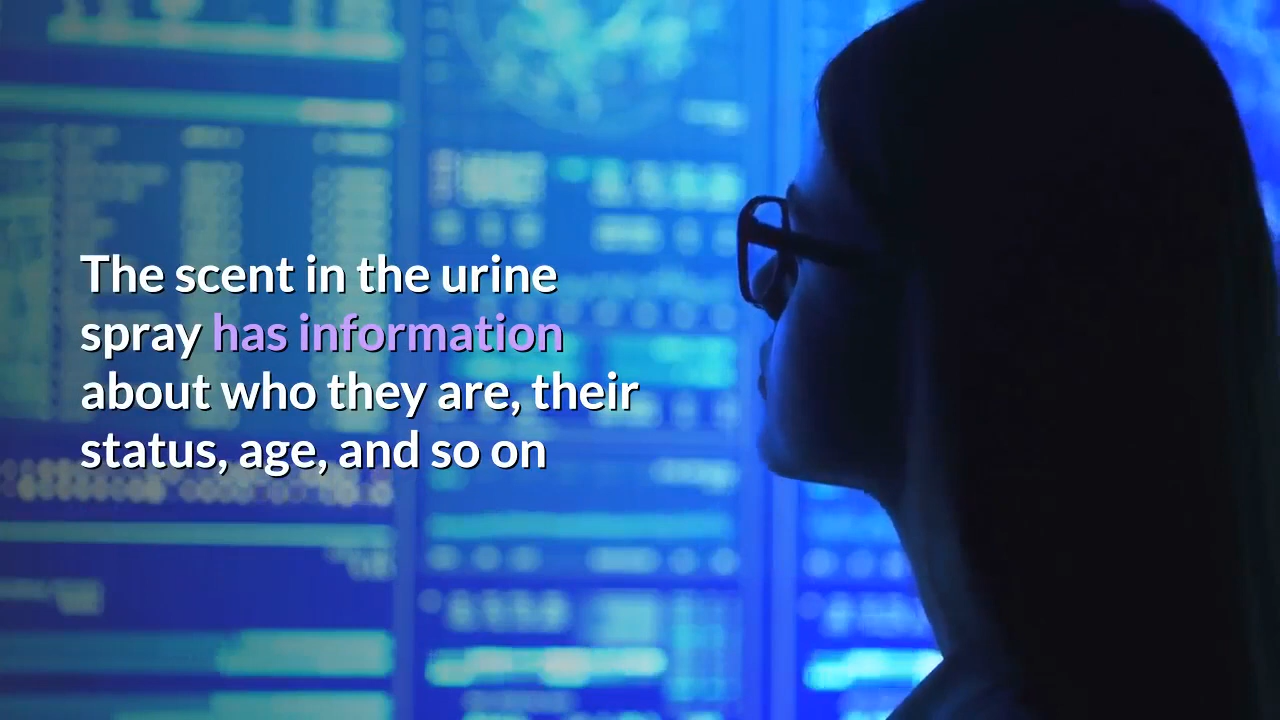 The scent in the urine
spray has information
about who they are, their
status, age, and so on